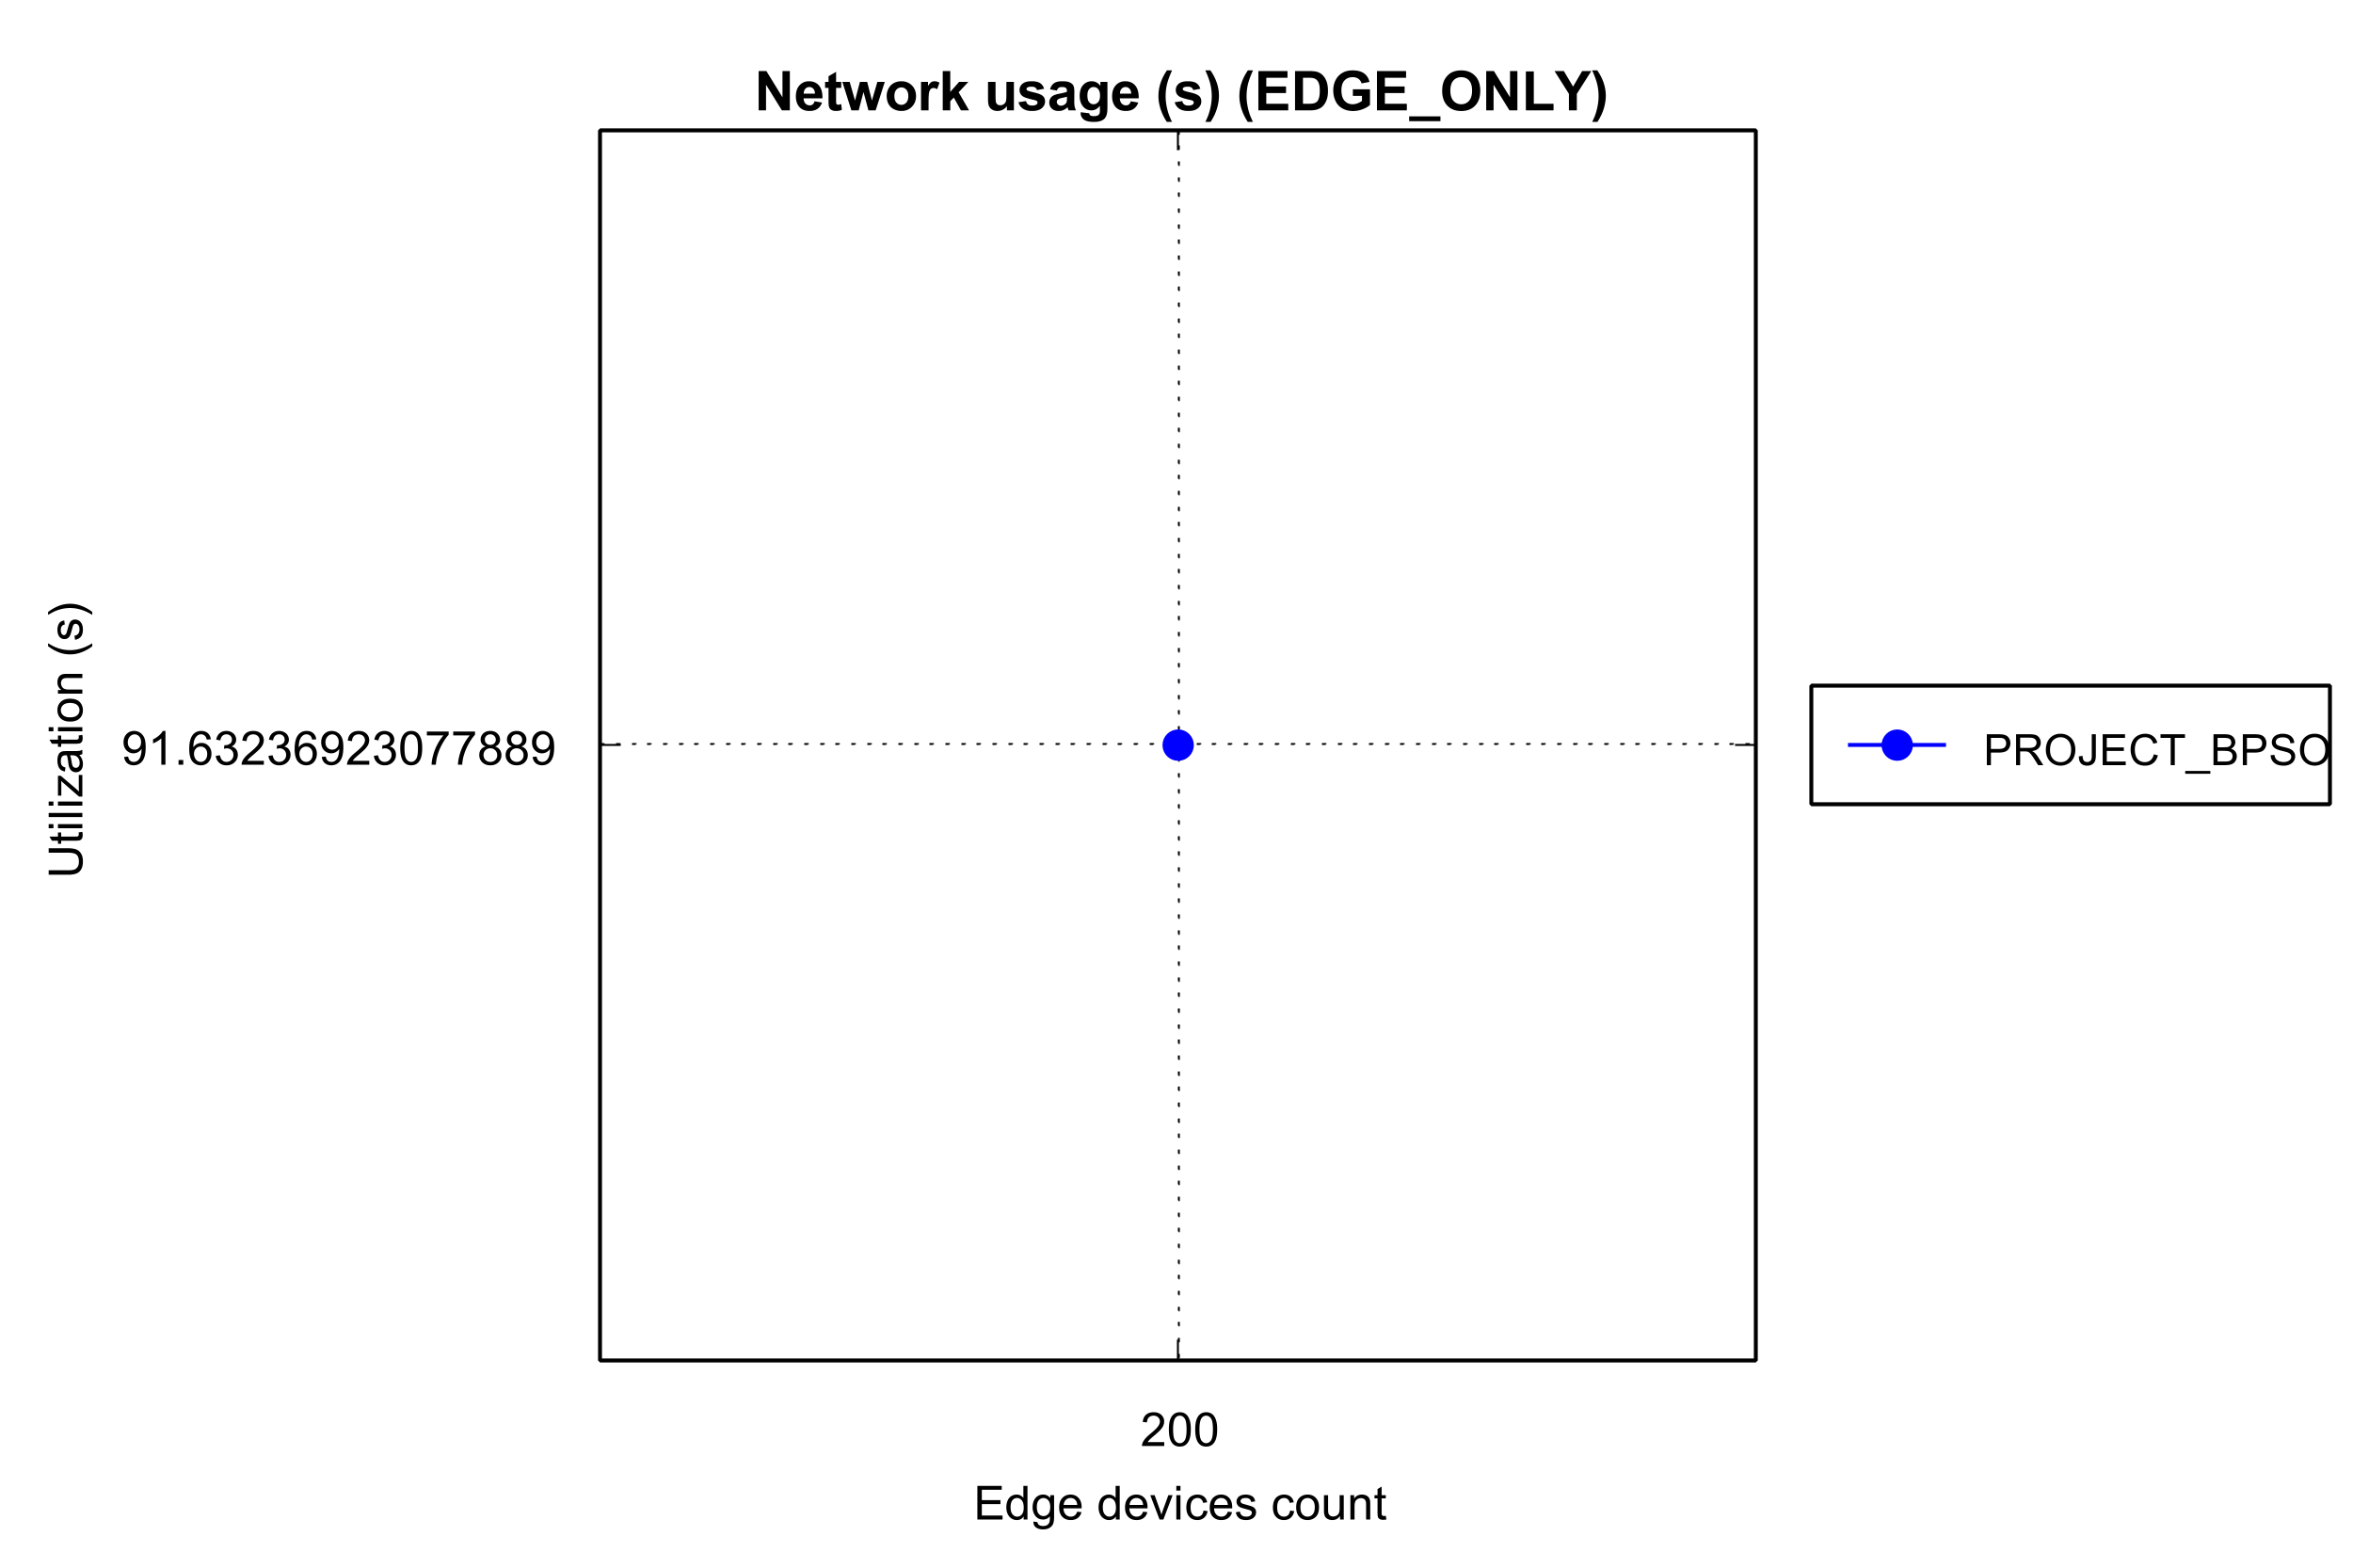 Network usage (s) (EDGE_ONLY)
Utilization (s)
91.63236923077889
PROJECT_BPSO
200
Edge devices count